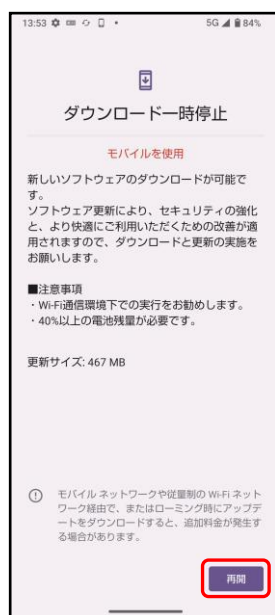 13:53 5G 84%
ダウンロード一時停止
モバイルを使用
新しいソフトウェアのダウンロードが可能で
す。
ソフトウェア更新により、セキュリティの強化
と、より快適にご利用いただくための改善が適
用されますので、ダウンロードと更新の実施を
お願いします。
■注意事項
・Wi-Fi通信環境下での実行をお勧めします。
・40%以上の電池残量が必要です。
更新サイズ: 467 MB
モバイル ネットワークや従量制の Wi-Fi ネット
ワーク経由で、またはローミング時にアップデ
ートをダウンロードすると、追加料金が発生す
る場合があります。
再開